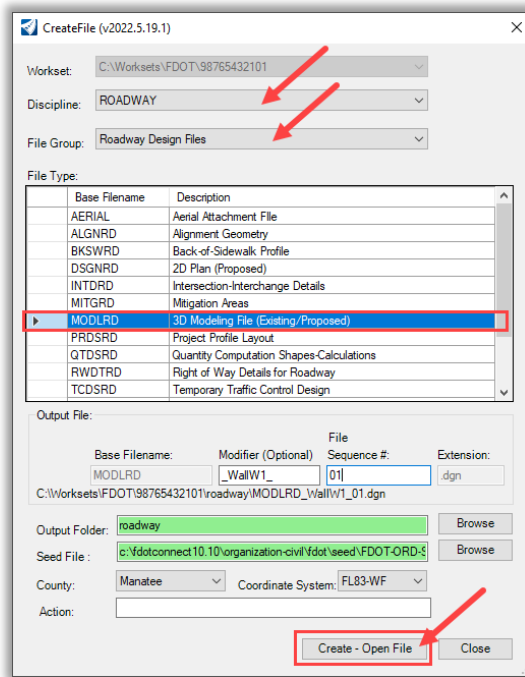 CreateFile (v2022.5.19.1)
Workset: C:\Worksets\FDOT\98765432101
Discipline: ROADWAY
File Group: Roadway Design Files
File Type:
Base Filename Description
AERIAL Aerial Attachment FIle
ALGNRD Alignment Geometry
BKSWRD Back-of-Sidewalk Profile
DSGNRD 2D Plan (Proposed)
INTDRD Intersection-Interchange Details
MITGRD Mitigation Areas
MODLRD 3D Modeling File (Existing/Proposed)
PRDSRD Project Profile Layout
QTDSRD Quantity Computation Shapes-Calculations
RWDTRD Right of Way Details for Roadway
TCDSRD Temporary Traffic Control Design
Output File:
File
Base Filename: Modifier (Optional) Sequence #: Extension:
MODLRD _WallW1_ 01 .dgn
C:\Worksets\FDOT\98765432101\roadway\MODLRD_WallW1_01.dgn
Output Folder: roadway Browse
Seed File : c:\fdotconnect10.10\organization-civil\fdot\seed\FDOT-ORD-S Browse
County: Manatee Coordinate System: FL83-WF
Action:
Create - Open File Close